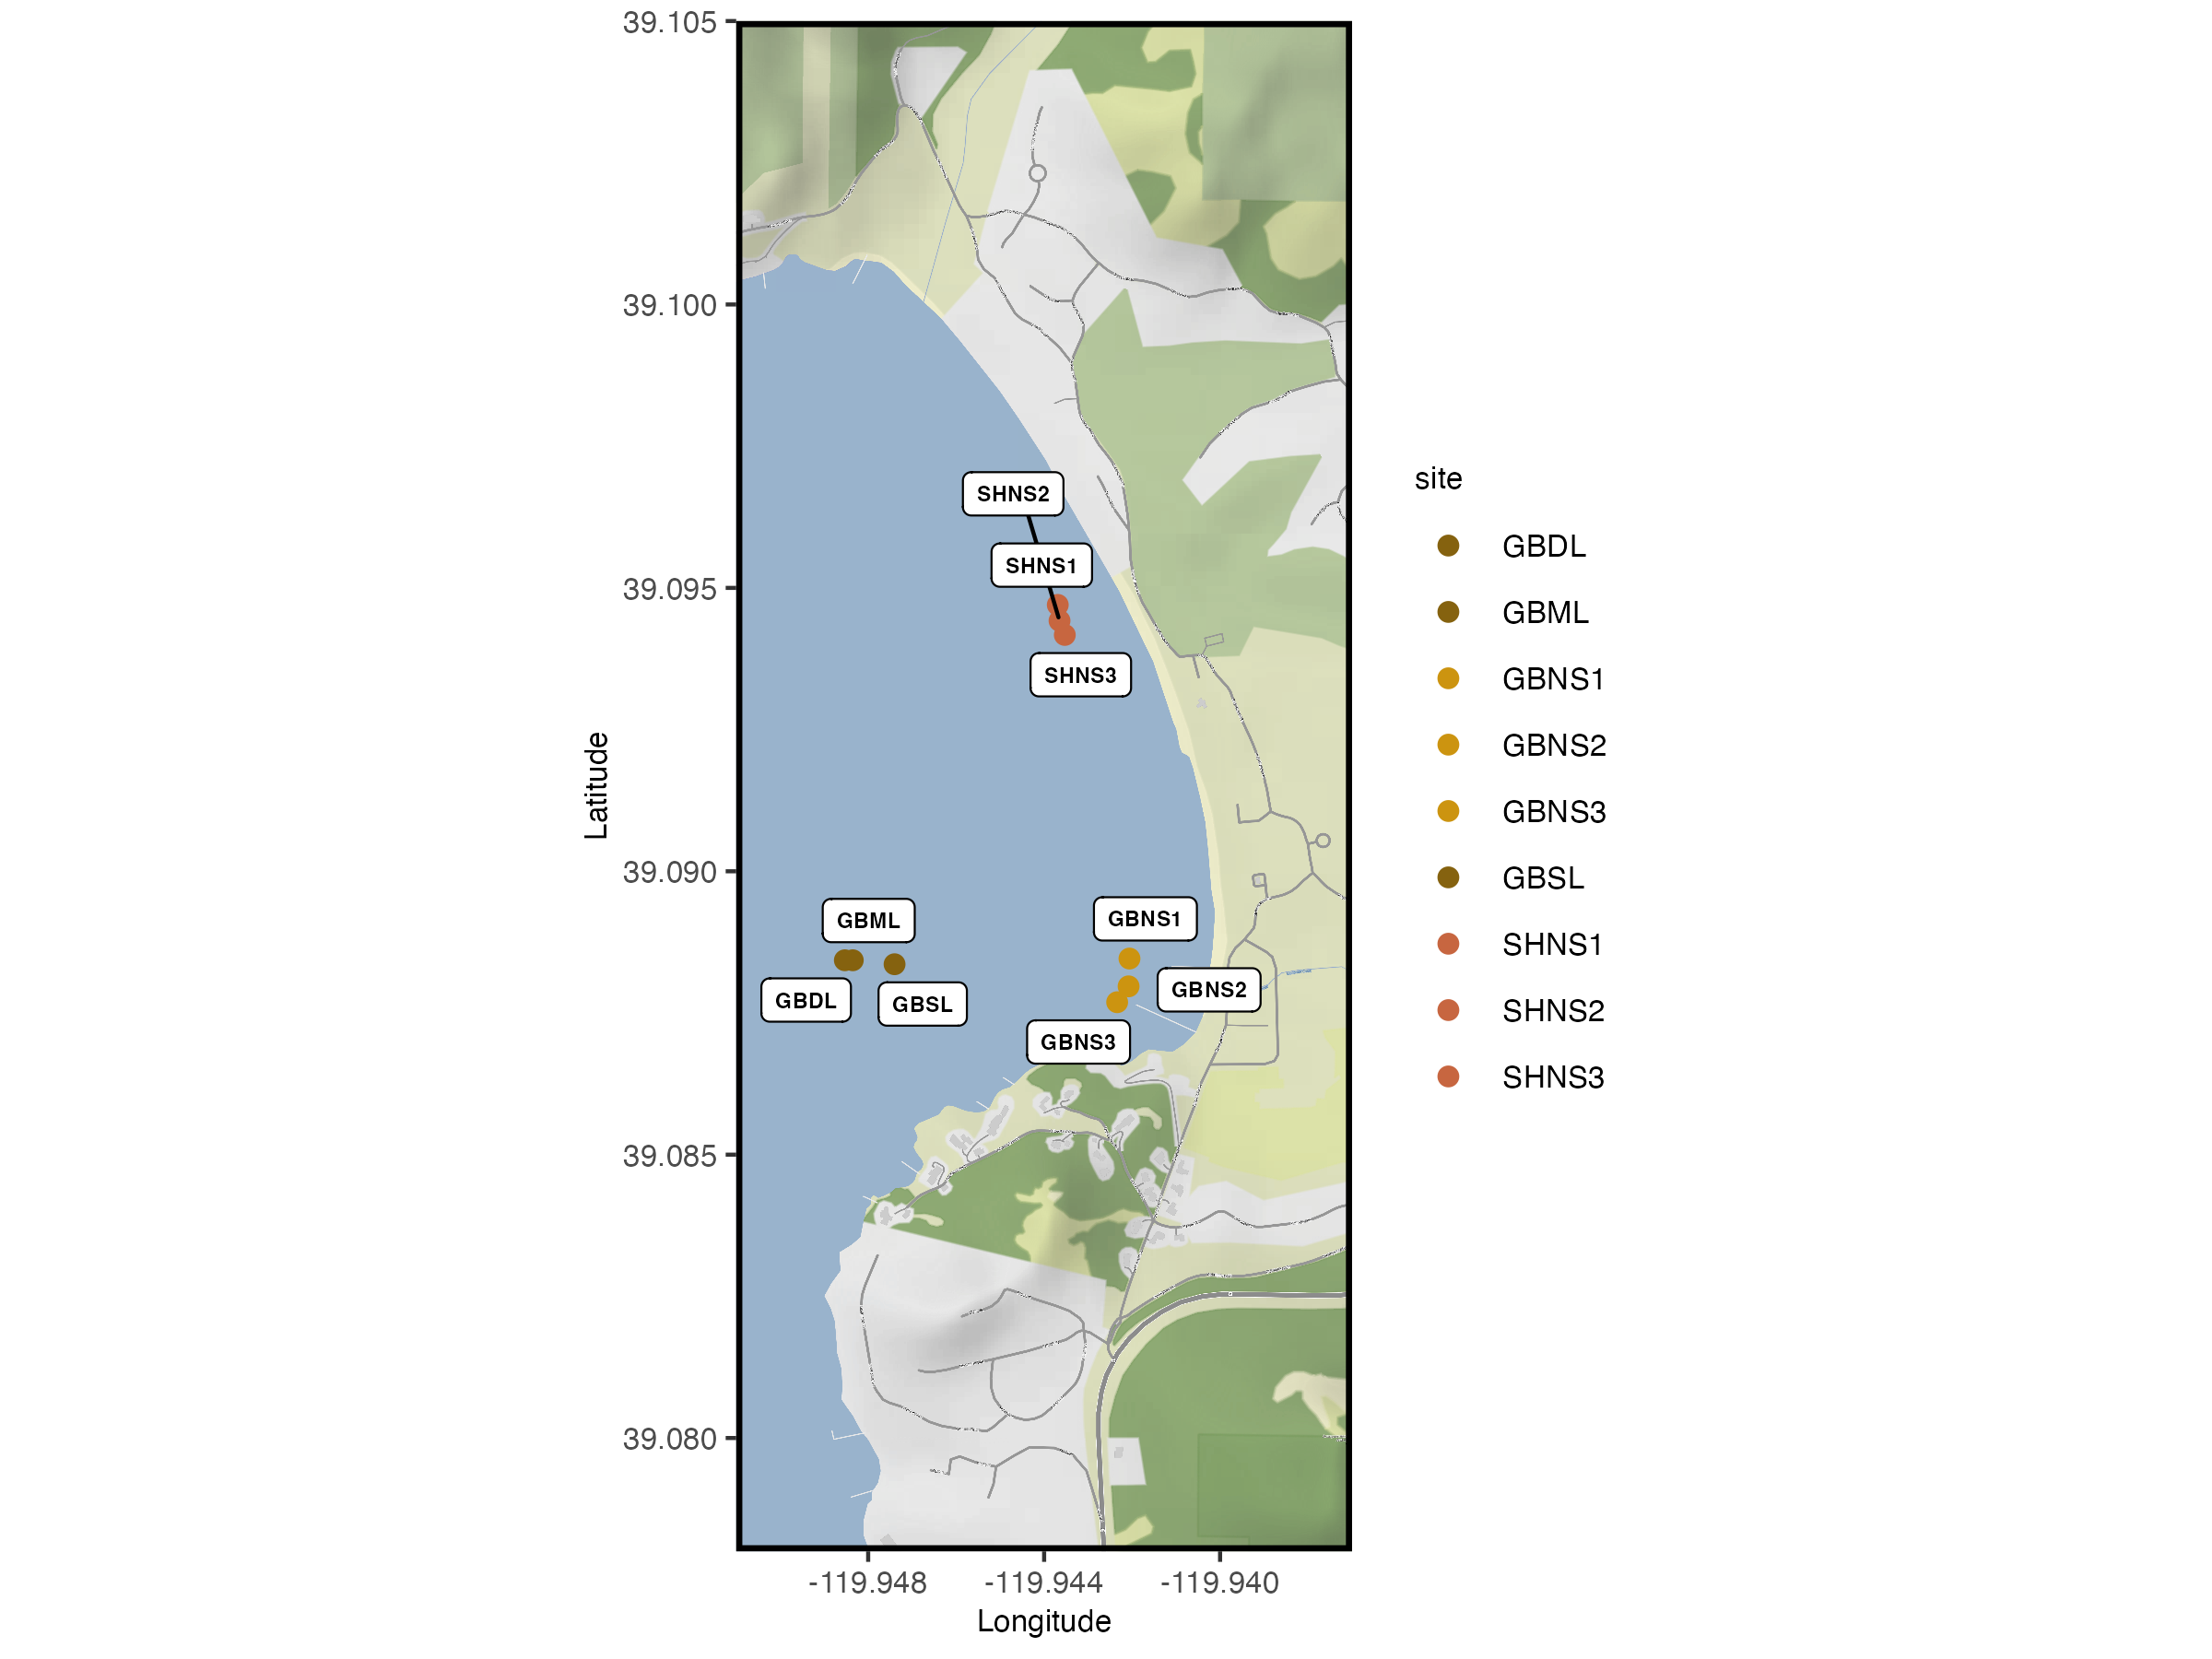 39.105
39.100
39.095
39.090
39.085
39.080
Latitude
SHNS2
SHNS1
SHNS3
GBML
GBDL
GBSL
GBNS1
GBNS2
GBNS3
-119.948
-119.944
-119.940
Longitude
site
GBDL
GBML
GBNS1
GBNS2
GBNS3
GBSL
SHNS1
SHNS2
SHNS3